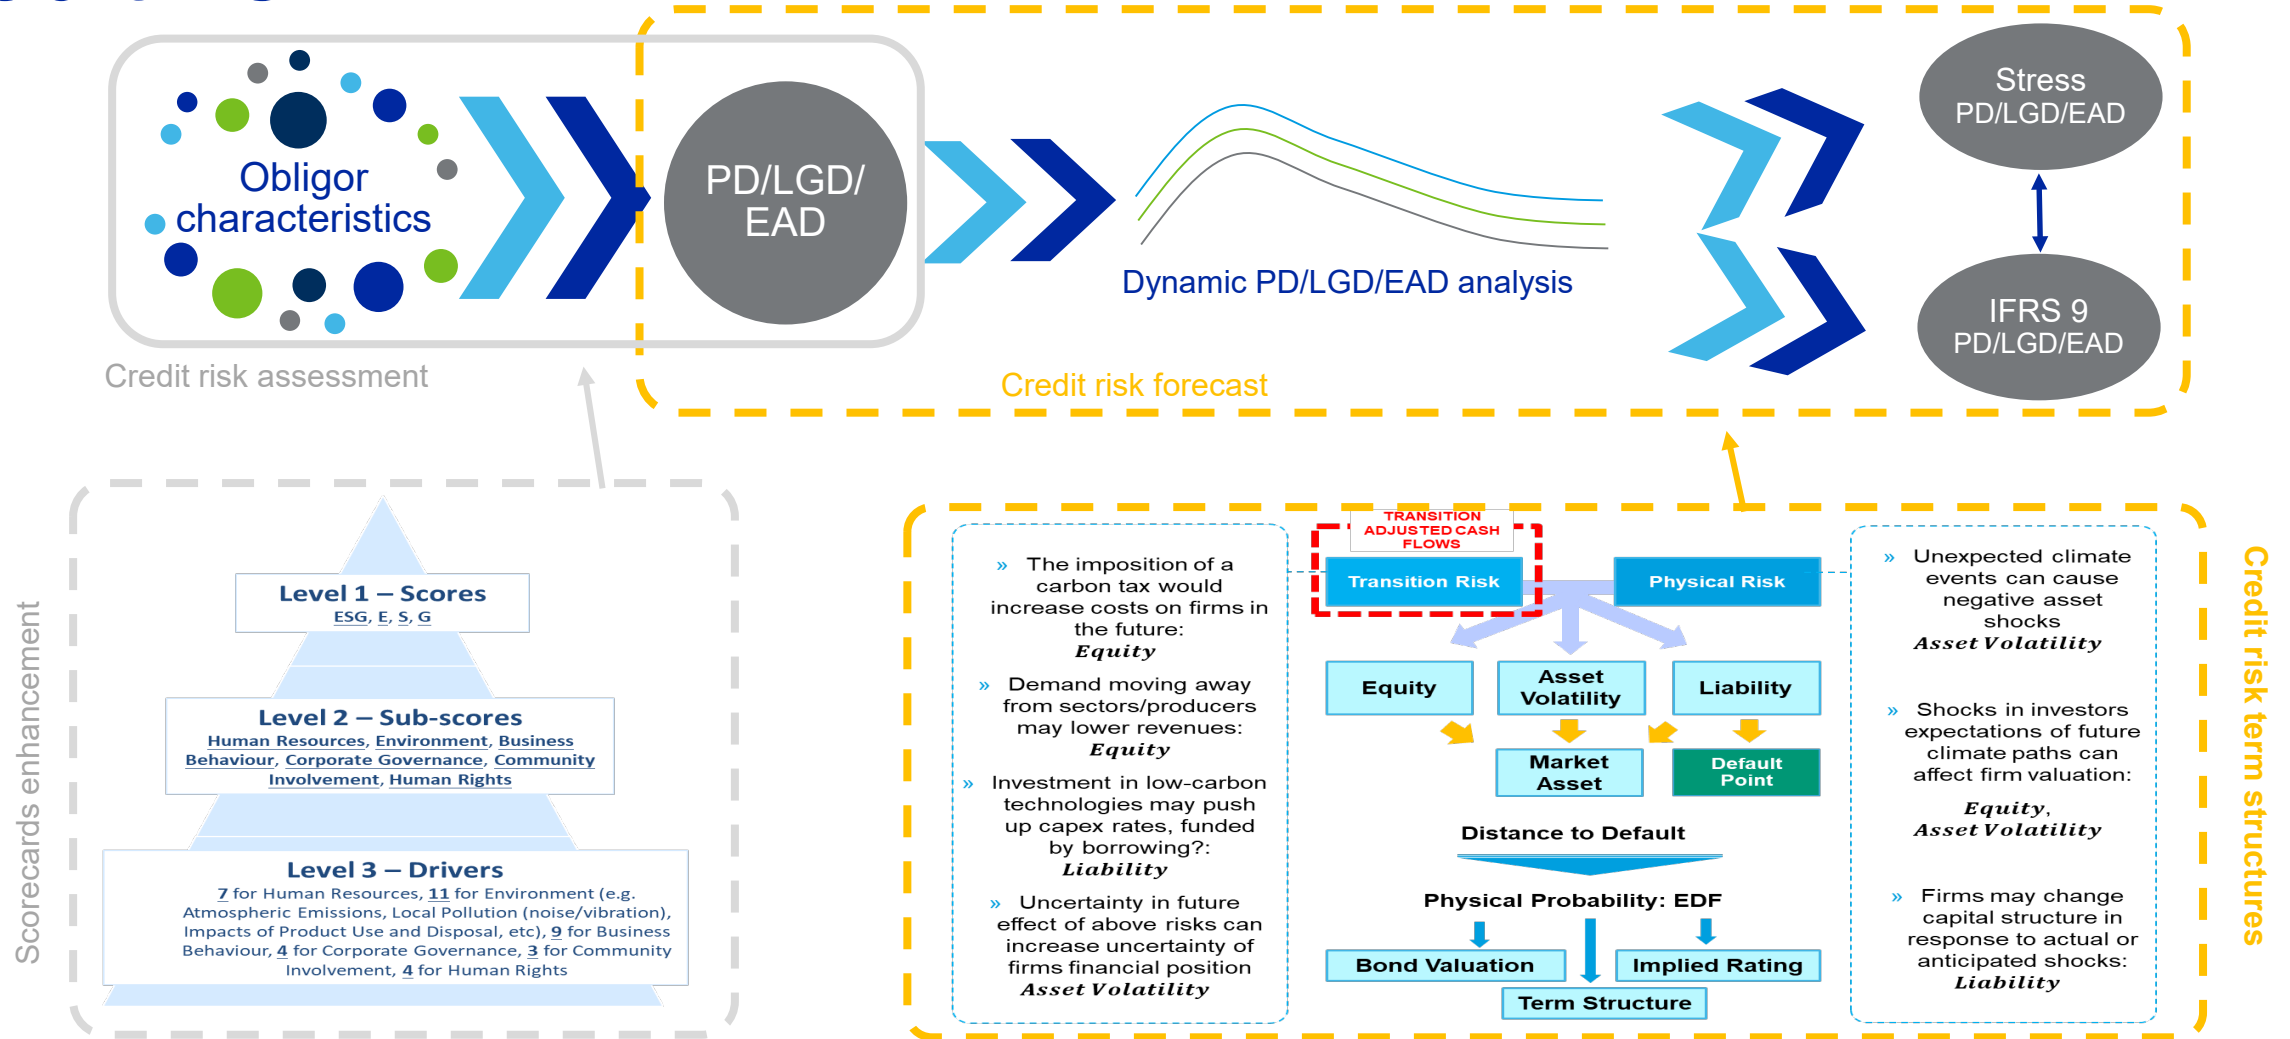 Obligor
characteristics
PD/LGD/
EAD
Dynamic PD/LGD/EAD analysis
Stress
PD/LGD/EAD
IFRS 9
PD/LGD/EAD
Credit risk assessment
Credit risk forecast
Scorecards enhancement
Level 1 – Scores
ESG, E, S, G
Level 2 – Sub-scores
Human Resources, Environment, Business
Behaviour, Corporate Governance, Community
Involvement, Human Rights
Level 3 – Drivers
7 for Human Resources, 11 for Environment (e.g.
Atmospheric Emissions, Local Pollution (noise/vibration),
Impacts of Product Use and Disposal, etc), 9 for Business
Behaviour, 4 for Corporate Governance, 3 for Community
Involvement, 4 for Human Rights
» The imposition of a
carbon tax would
increase costs on firms in
the future:
Equity
» Demand moving away
from sectors/producers
may lower revenues:
Equity
» Investment in low-carbon
technologies may push
up capex rates, funded
by borrowing?:
Liability
» Uncertainty in future
effect of above risks can
increase uncertainty of
firms financial position
Asset Volatility
TRANSITION
ADJUSTED CASH
FLOWS
Transition Risk
Physical Risk
Equity
Asset
Volatility
Liability
Market
Asset
Default
Point
Distance to Default
Physical Probability: EDF
Bond Valuation
Implied Rating
Term Structure
» Unexpected climate
events can cause
negative asset
shocks
Asset Volatility
» Shocks in investors
expectations of future
climate paths can
affect firm valuation:
Equity,
Asset Volatility
» Firms may change
capital structure in
response to actual or
anticipated shocks:
Liability
Credit risk term structures